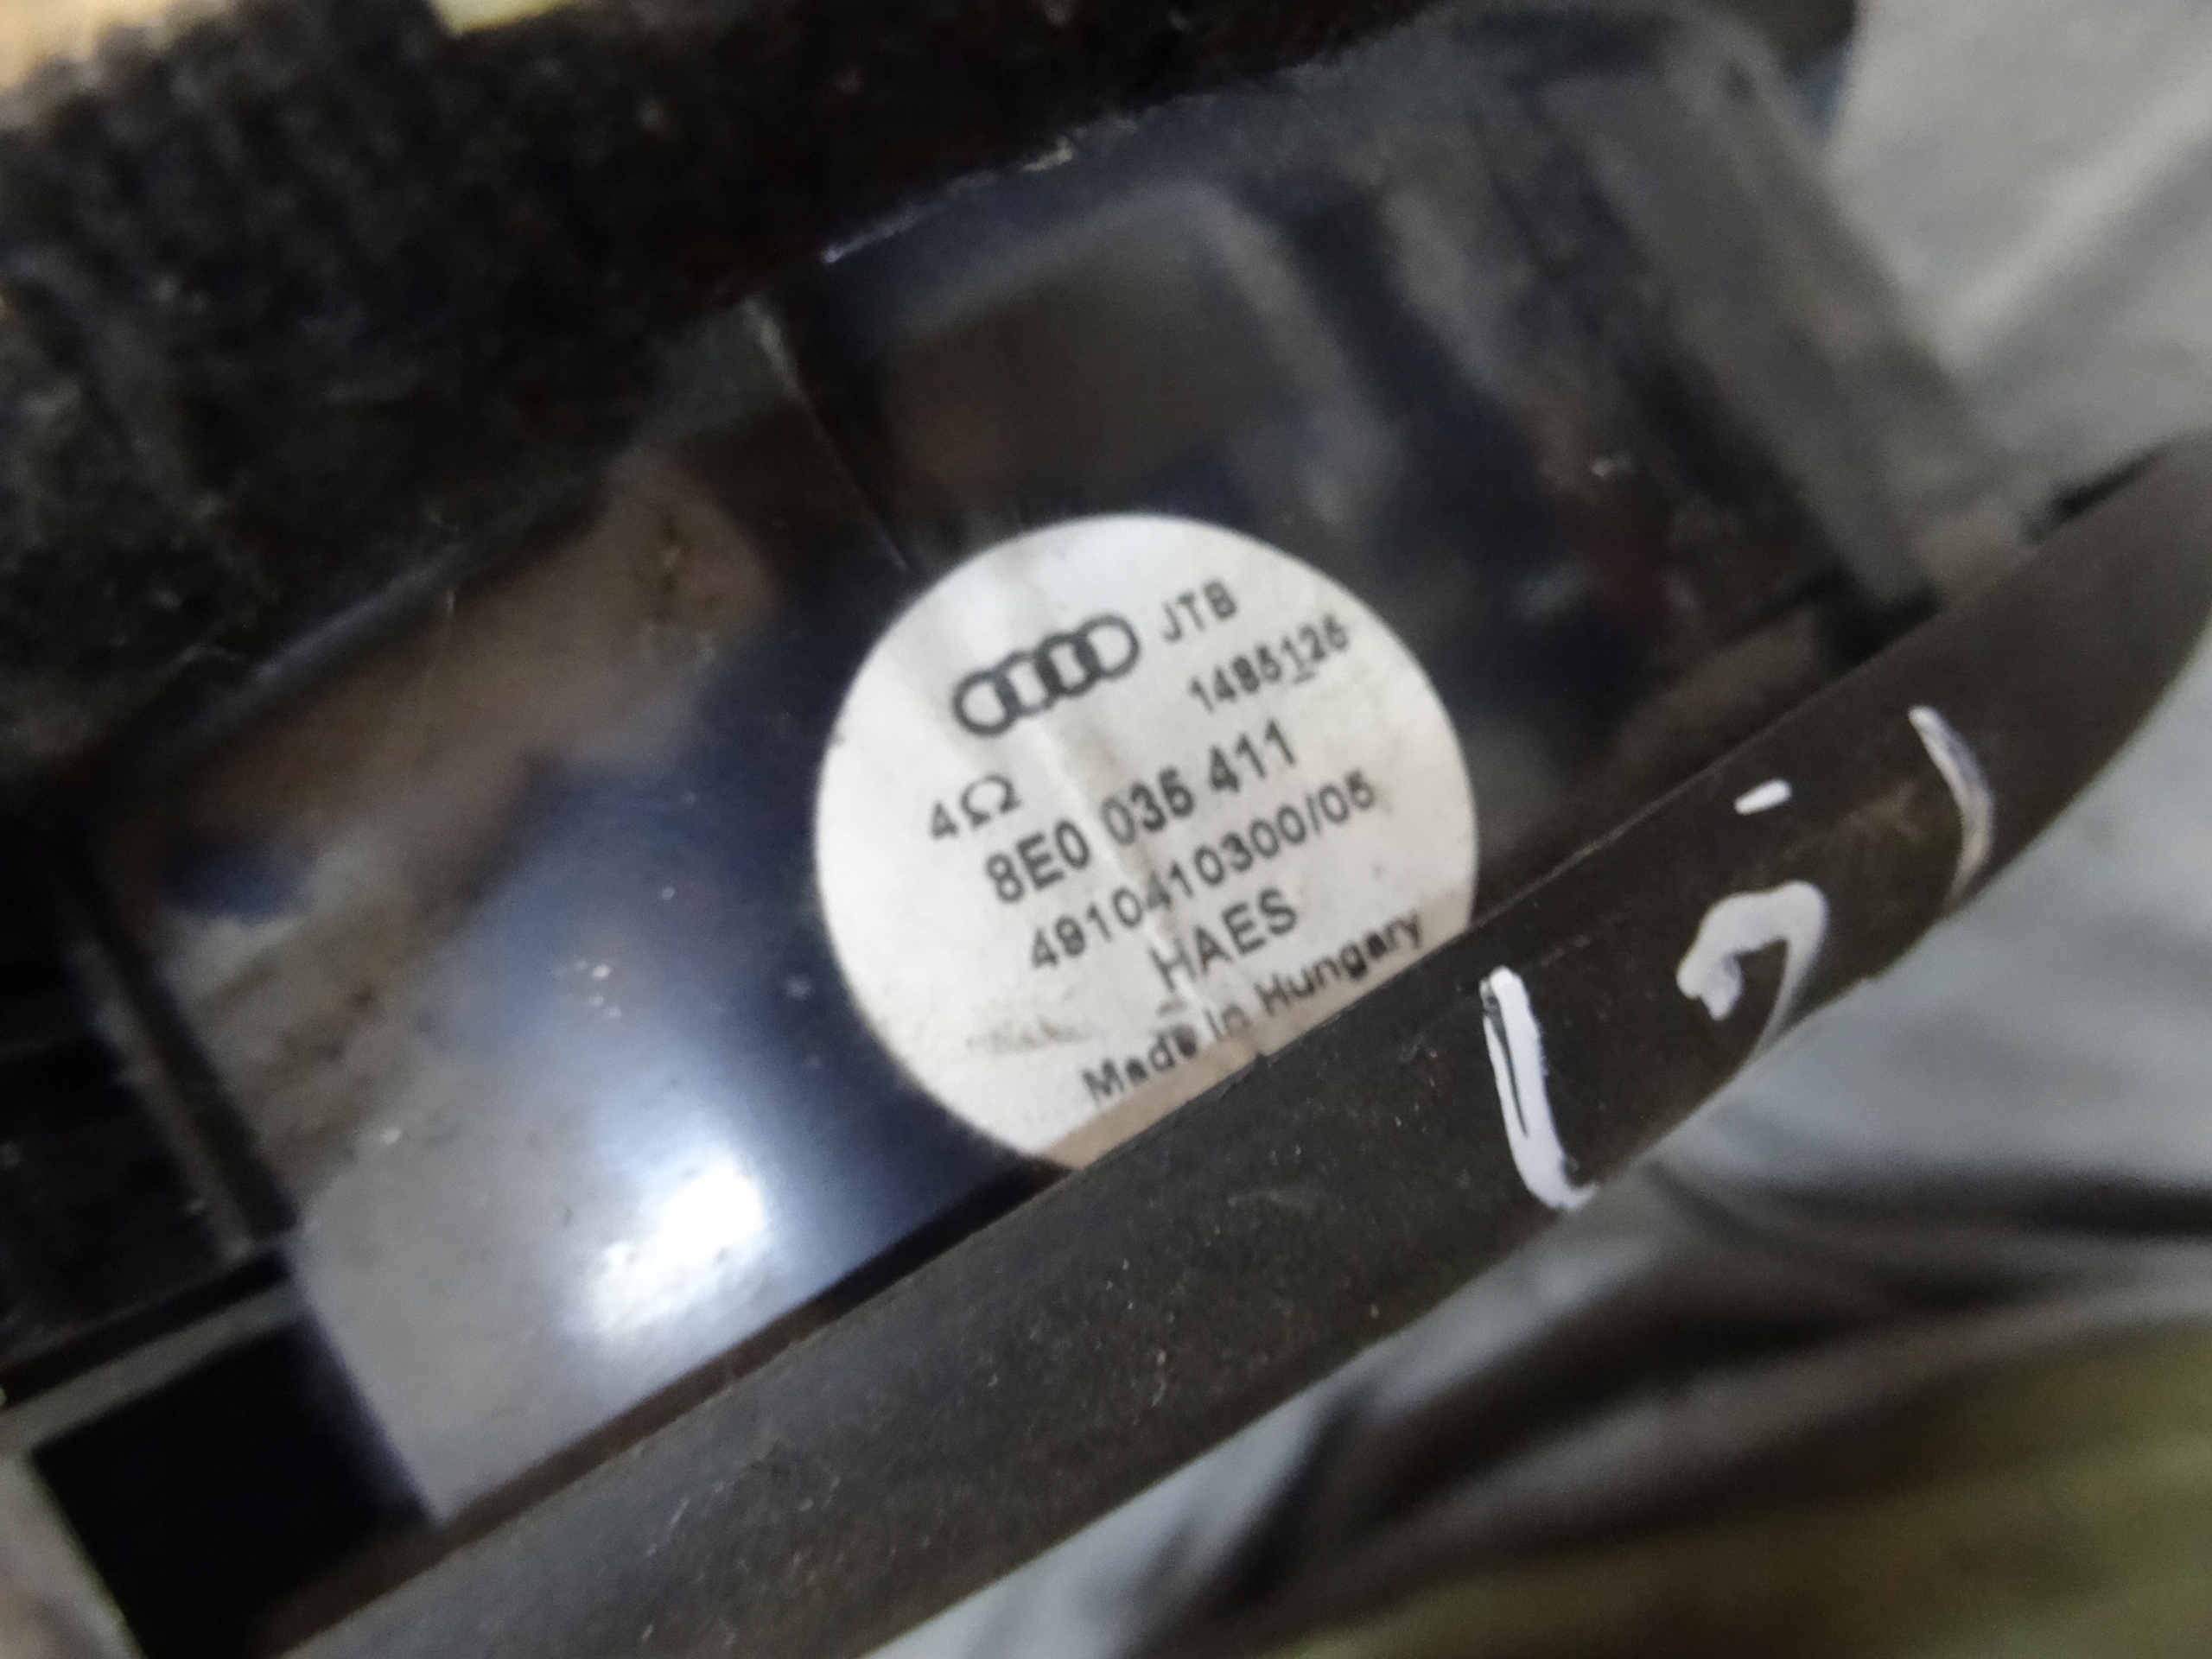 JTB
1485126
4Ω
8E0 035 411
4910410300/05
HAES
Made in Hungary